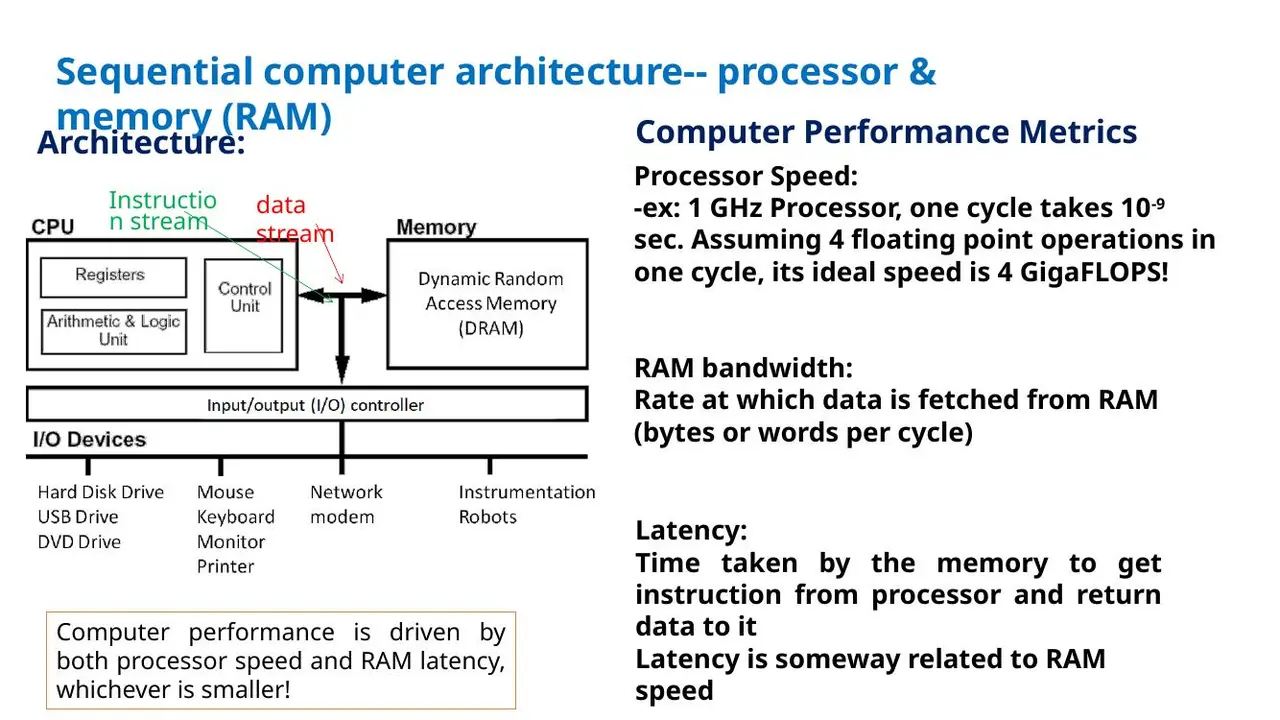 Sequential computer architecture-- processor &
memory (RAM)
Architecture:
Instructio
n stream
data
stream
CPU
Memory
Registers
Control
Unit
Arithmetic & Logic
Unit
Dynamic Random
Access Memory
(DRAM)
Input/output (I/O) controller
I/O Devices
Hard Disk Drive
USB Drive
DVD Drive
Mouse
Keyboard
Monitor
Printer
Network
modem
Instrumentation
Robots
Computer performance is driven by
both processor speed and RAM latency,
whichever is smaller!
Computer Performance Metrics
Processor Speed:
-ex: 1 GHz Processor, one cycle takes 10⁻⁹
sec. Assuming 4 floating point operations in
one cycle, its ideal speed is 4 GigaFLOPS!
RAM bandwidth:
Rate at which data is fetched from RAM
(bytes or words per cycle)
Latency:
Time taken by the memory to get
instruction from processor and return
data to it
Latency is someway related to RAM
speed